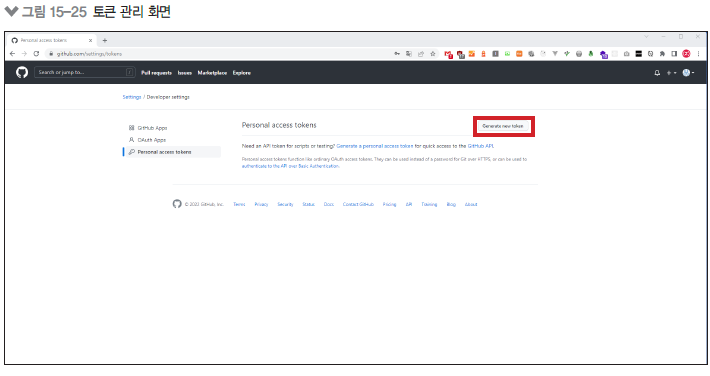 그림 15-25 토큰 관리 화면
Personal access tokens
github.com/settings/tokens
Search or jump to...
/
Pull requests Issues Marketplace Explore
Settings / Developer settings
GitHub Apps
OAuth Apps
Personal access tokens
Personal access tokens
Generate new token
Need an API token for scripts or testing? Generate a personal access token for quick access to the GitHub API.
Personal access tokens function like ordinary OAuth access tokens. They can be used instead of a password for Git over HTTPS, or can be used to
authenticate to the API over Basic Authentication.
© 2022 GitHub, Inc. Terms Privacy Security Status Docs Contact GitHub Pricing API Training Blog About